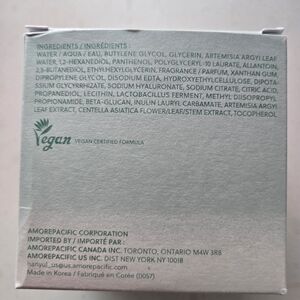 INGREDIENTS / INGRÉDIENTS :
WATER / AQUA / EAU, BUTYLENE GLYCOL, GLYCERIN, ARTEMISIA ARGYI LEAF
WATER, 1,2-HEXANEDIOL, PANTHENOL, POLYGLYCERYL-10 LAURATE, ALLANTOIN,
2,3-BUTANEDIOL, ETHYLHEXYLGLYCERIN, FRAGRANCE / PARFUM, XANTHAN GUM,
DIPROPYLENE GLYCOL, DISODIUM EDTA, HYDROXYETHYLCELLULOSE, DIPOTA-
SSIUM GLYCYRRHIZATE, SODIUM HYALURONATE, SODIUM CITRATE, CITRIC ACID,
PROPANEDIOL, LECITHIN, LACTOBACILLUS FERMENT, METHYL DIISOPROPYL
PROPIONAMIDE, BETA-GLUCAN, INULIN LAURYL CARBAMATE, ARTEMISIA ARGYI
LEAF EXTRACT, CENTELLA ASIATICA FLOWER/LEAF/STEM EXTRACT, TOCOPHEROL
Vegan VEGAN CERTIFIED FORMULA
AMOREPACIFIC CORPORATION
IMPORTED BY / IMPORTÉ PAR :
AMOREPACIFIC CANADA INC. TORONTO, ONTARIO M4W 3R8
AMOREPACIFIC US INC. DIST NEW YORK NY 10018
hanyul_us@us.amorepacific.com
Made in Korea / Fabriqué en Corée (D057)